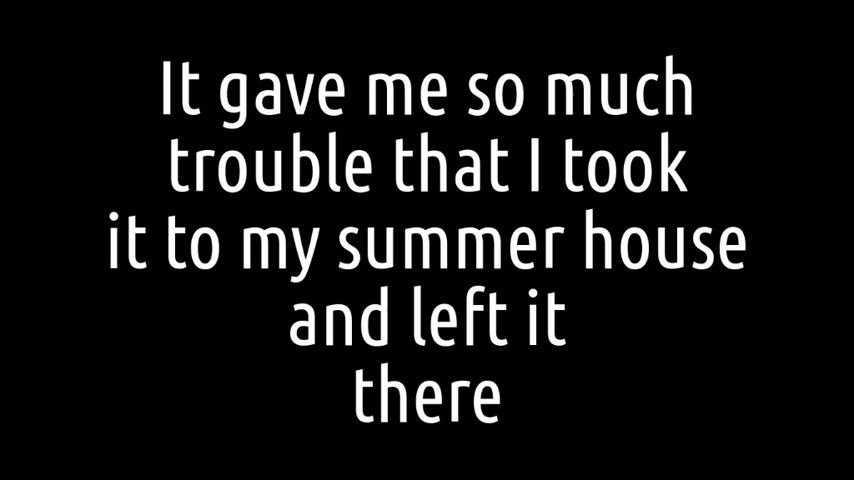 It gave me so much
trouble that I took
it to my summer house
and left it
there